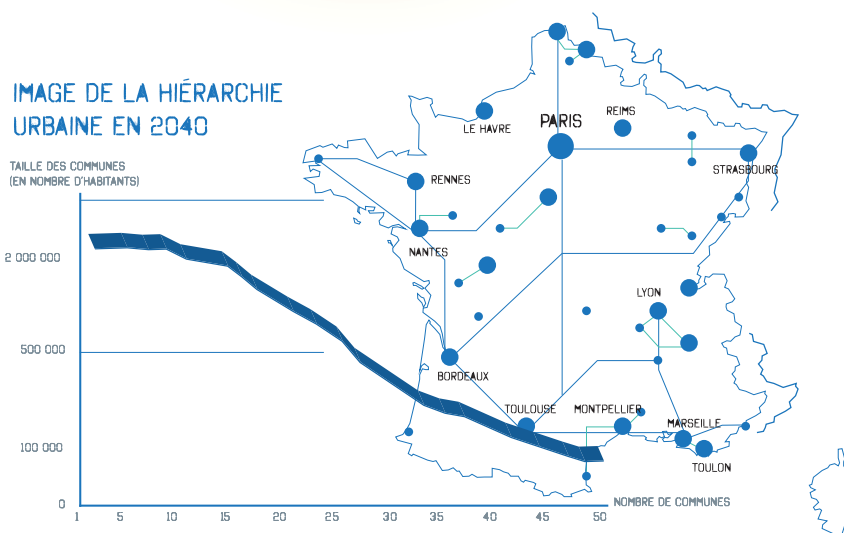 IMAGE DE LA HIÉRARCHIE
URBAINE EN 2040
TAILLE DES COMMUNES
(EN NOMBRE D'HABITANTS)
2 000 000
500 000
100 000
0
1 5 10 15 20 25 30 35 40 45 50
NOMBRE DE COMMUNES
LE HAVRE
PARIS
REIMS
STRASBOURG
RENNES
NANTES
LYON
BORDEAUX
TOULOUSE
MONTPELLIER
MARSEILLE
TOULON